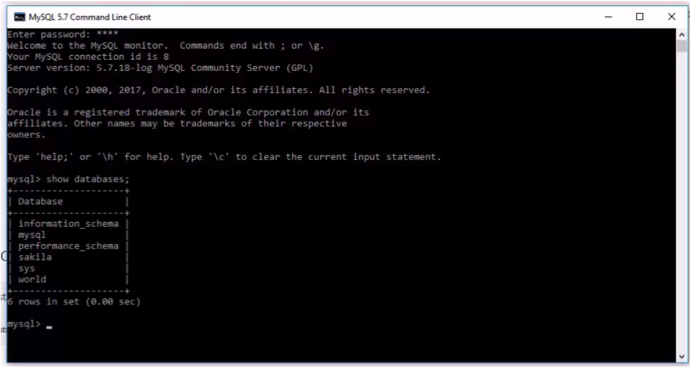 MySQL 5.7 Command Line Client
Enter password: ****
Welcome to the MySQL monitor.  Commands end with ; or \g.
Your MySQL connection id is 8
Server version: 5.7.18-log MySQL Community Server (GPL)
Copyright (c) 2000, 2017, Oracle and/or its affiliates. All rights reserved.
Oracle is a registered trademark of Oracle Corporation and/or its
affiliates. Other names may be trademarks of their respective
owners.
Type 'help;' or '\h' for help. Type '\c' to clear the current input statement.
mysql> show databases;
+--------------------+
| Database           |
+--------------------+
| information_schema |
| mysql              |
| performance_schema |
| sakila             |
| sys                |
| world              |
+--------------------+
6 rows in set (0.00 sec)
mysql> _